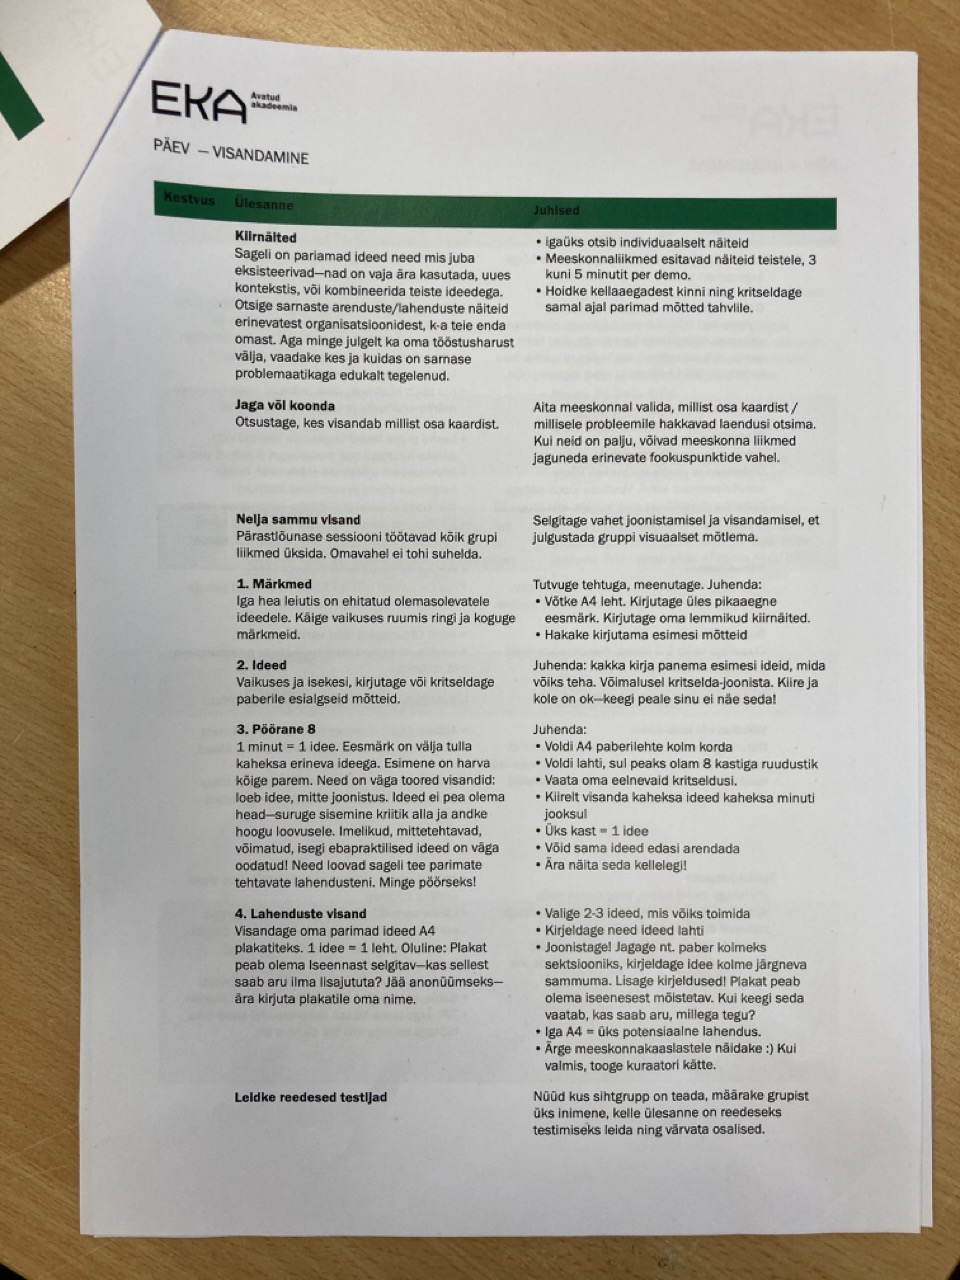 EKA Avatud
akadeemia
PÄEV – VISANDAMINE
Kestvus Ülesanne Juhised
Kiirnäited
Sageli on pariamad ideed need mis juba
eksisteerivad—nad on vaja ära kasutada, uues
kontekstis, või kombineerida teiste ideedega.
Otsige sarnaste arenduste/lahenduste näiteid
erinevatest organisatsioonidest, k-a teie enda
omast. Aga minge julgelt ka oma tööstusharust
välja, vaadake kes ja kuidas on sarnase
problemaatikaga edukalt tegelenud.
• igaüks otsib individuaalselt näiteid
• Meeskonnaliikmed esitavad näiteid teistele, 3
kuni 5 minutit per demo.
• Hoidke kellaaegadest kinni ning kritseldage
samal ajal parimad mõtted tahvlile.
Jaga või koonda
Otsustage, kes visandab millist osa kaardist.
Aita meeskonnal valida, millist osa kaardist /
millisele probleemile hakkavad laendusi otsima.
Kui neid on palju, võivad meeskonna liikmed
jaguneda erinevate fookuspunktide vahel.
Nelja sammu visand
Pärastlõunase sessiooni töötavad kõik grupi
liikmed üksida. Omavahel ei tohi suhelda.
Selgitage vahet joonistamisel ja visandamisel, et
julgustada gruppi visuaalset mõtlema.
1. Märkmed
Iga hea leiutis on ehitatud olemasolevatele
ideedele. Käige vaikuses ruumis ringi ja koguge
märkmeid.
Tutvuge tehtuga, meenutage. Juhenda:
• Võtke A4 leht. Kirjutage üles pikaaegne
eesmärk. Kirjutage oma lemmikud kiirnäited.
• Hakake kirjutama esimesi mõtteid
2. Ideed
Vaikuses ja isekesi, kirjutage või kritseldage
paberile esialgseid mõtteid.
Juhenda: kakka kirja panema esimesi ideid, mida
võiks teha. Võimalusel kritselda-joonista. Kiire ja
kole on ok—keegi peale sinu ei näe seda!
3. Pöörane 8
1 minut = 1 idee. Eesmärk on välja tulla
kaheksa erineva ideega. Esimene on harva
kõige parem. Need on väga toored visandid:
loeb idee, mitte joonistus. Ideed ei pea olema
head—suruge sisemine kriitik alla ja andke
hoogu loovusele. Imelikud, mittetehtavad,
võimatud, isegi ebapraktilised ideed on väga
oodatud! Need loovad sageli tee parimate
tehtavate lahendusteni. Minge pöörseks!
Juhenda:
• Voldi A4 paberilehte kolm korda
• Voldi lahti, sul peaks olam 8 kastiga ruudustik
• Vaata oma eelnevaid kritseldusi.
• Kiirelt visanda kaheksa ideed kaheksa minuti
jooksul
• Üks kast = 1 idee
• Võid sama ideed edasi arendada
• Ära näita seda kellelegi!
4. Lahenduste visand
Visandage oma parimad ideed A4
plakatiteks. 1 idee = 1 leht. Oluline: Plakat
peab olema Iseennast selgitav—kas sellest
saab aru ilma lisajututa? Jää anonüümseks—
ära kirjuta plakatile oma nime.
• Valige 2-3 ideed, mis võiks toimida
• Kirjeldage need ideed lahti
• Joonistage! Jagage nt. paber kolmeks
sektsiooniks, kirjeldage idee kolme järgneva
sammuma. Lisage kirjeldused! Plakat peab
olema iseenesest mõistetav. Kui keegi seda
vaatab, kas saab aru, millega tegu?
• Iga A4 = üks potensiaalne lahendus.
• Ärge meeskonnakaaslastele näidake :) Kui
valmis, tooge kuraatori kätte.
Leidke reedesed testijad
Nüüd kus sihtgrupp on teada, määrake grupist
üks inimene, kelle ülesanne on reedeseks
testimiseks leida ning värvata osalised.